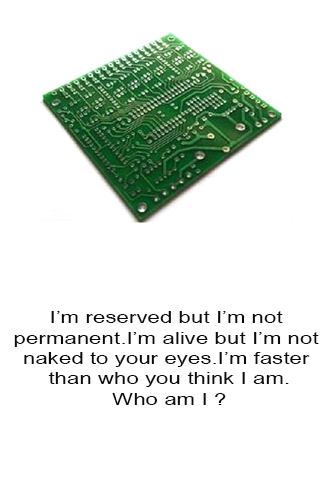 I’m reserved but I’m not
permanent.I’m alive but I’m not
naked to your eyes.I’m faster
than who you think I am.
Who am I ?